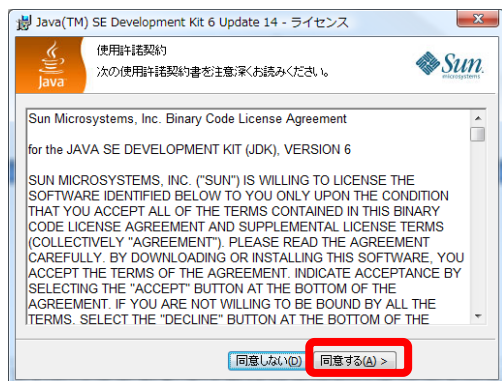 Java(TM) SE Development Kit 6 Update 14 - ライセンス
使用許諾契約
次の使用許諾契約書を注意深くお読みください。
Java
Sun
microsystems
Sun Microsystems, Inc. Binary Code License Agreement
for the JAVA SE DEVELOPMENT KIT (JDK), VERSION 6
SUN MICROSYSTEMS, INC. ("SUN") IS WILLING TO LICENSE THE
SOFTWARE IDENTIFIED BELOW TO YOU ONLY UPON THE CONDITION
THAT YOU ACCEPT ALL OF THE TERMS CONTAINED IN THIS BINARY
CODE LICENSE AGREEMENT AND SUPPLEMENTAL LICENSE TERMS
(COLLECTIVELY "AGREEMENT"). PLEASE READ THE AGREEMENT
CAREFULLY. BY DOWNLOADING OR INSTALLING THIS SOFTWARE, YOU
ACCEPT THE TERMS OF THE AGREEMENT. INDICATE ACCEPTANCE BY
SELECTING THE "ACCEPT" BUTTON AT THE BOTTOM OF THE
AGREEMENT. IF YOU ARE NOT WILLING TO BE BOUND BY ALL THE
TERMS. SELECT THE "DECLINE" BUTTON AT THE BOTTOM OF THE
同意しない(D) 同意する(A) >